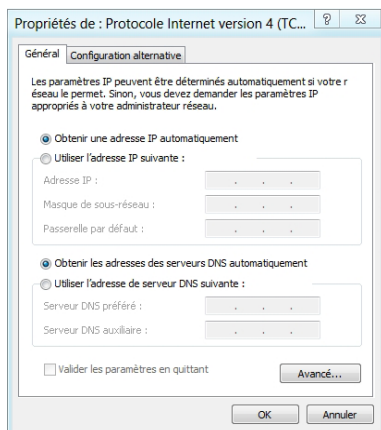 Propriétés de : Protocole Internet version 4 (TC...
Général
Configuration alternative
Les paramètres IP peuvent être déterminés automatiquement si votre r
éseau le permet. Sinon, vous devez demander les paramètres IP
appropriés à votre administrateur réseau.
Obtenir une adresse IP automatiquement
Utiliser l'adresse IP suivante :
Adresse IP :
Masque de sous-réseau :
Passerelle par défaut :
Obtenir les adresses des serveurs DNS automatiquement
Utiliser l'adresse de serveur DNS suivante :
Serveur DNS préféré :
Serveur DNS auxiliaire :
Valider les paramètres en quittant
Avancé...
OK
Annuler